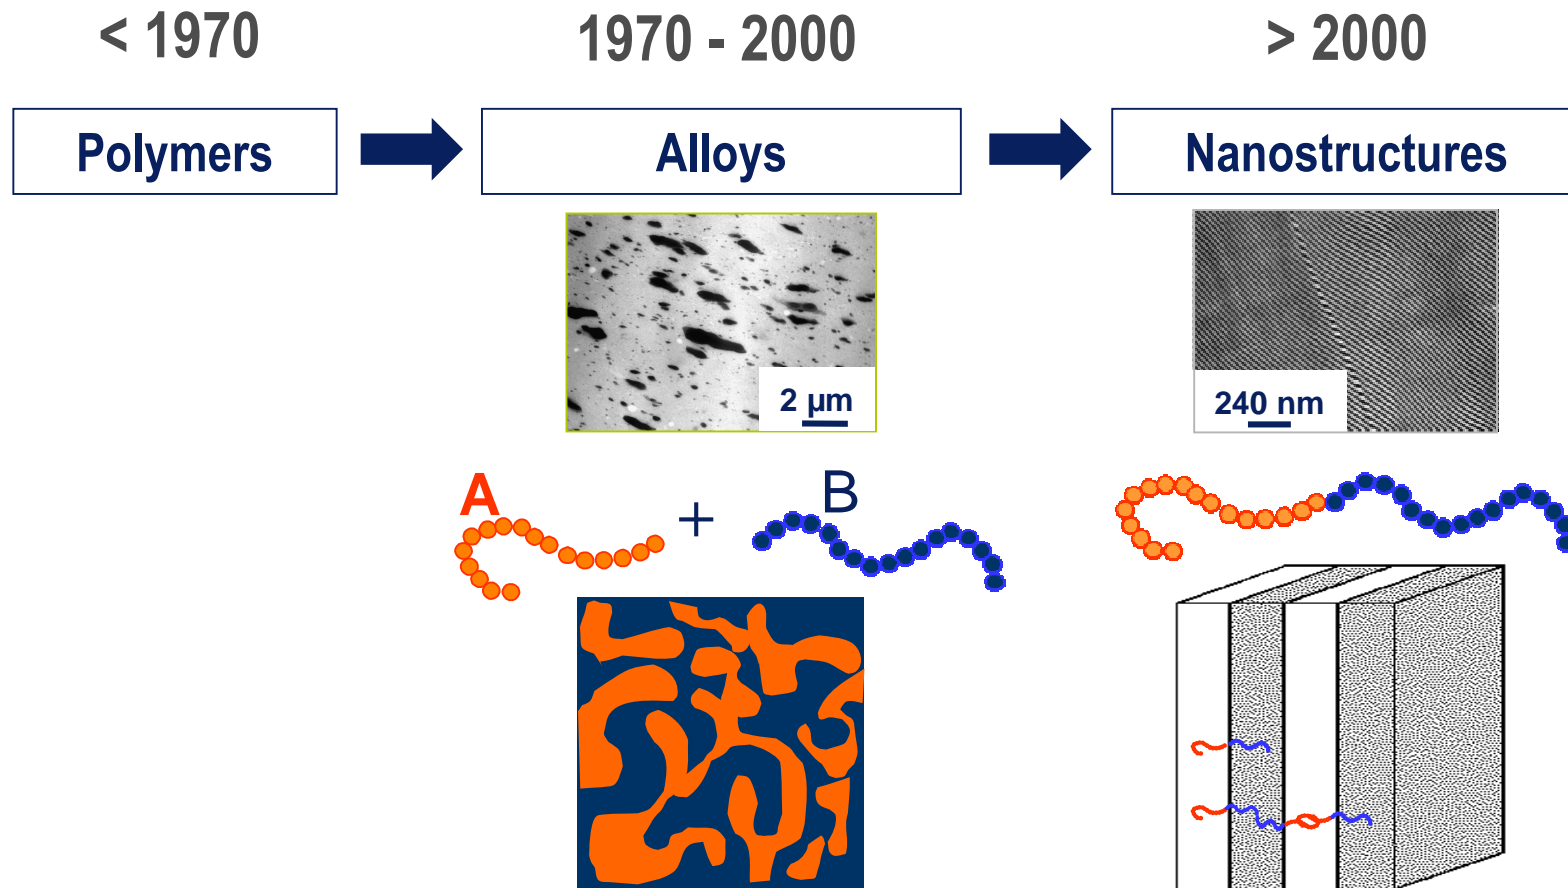 < 1970
1970 - 2000
> 2000
Polymers
Alloys
Nanostructures
2 µm
240 nm
A
+
B